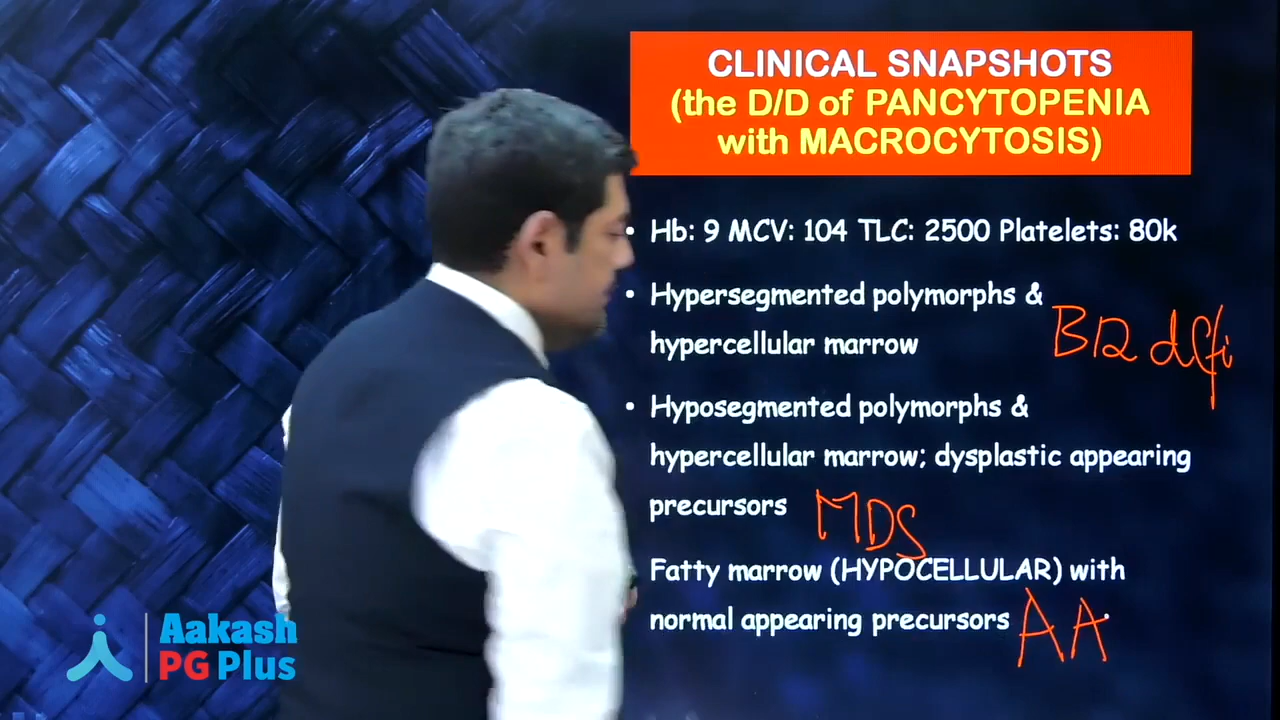 CLINICAL SNAPSHOTS
(the D/D of PANCYTOPENIA
with MACROCYTOSIS)
• Hb: 9 MCV: 104 TLC: 2500 Platelets: 80k
• Hypersegmented polymorphs &
hypercellular marrow
B12 dfi
• Hyposegmented polymorphs &
hypercellular marrow; dysplastic appearing
precursors MDS
Fatty marrow (HYPOCELLULAR) with
normal appearing precursors AA
Aakash
PG Plus